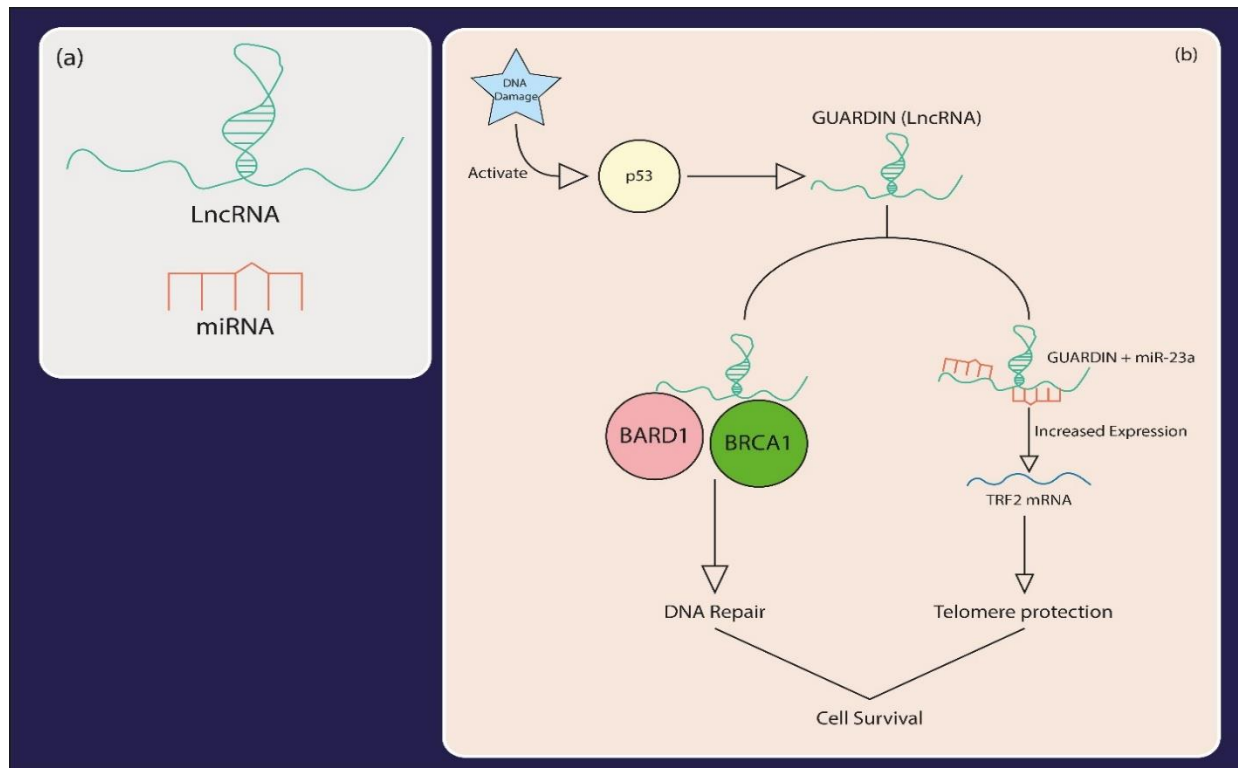 (a)
LncRNA
miRNA
(b)
DNA
Damage
Activate
p53
GUARDIN (LncRNA)
BARD1
BRCA1
GUARDIN + miR-23a
Increased Expression
TRF2 mRNA
DNA Repair
Telomere protection
Cell Survival